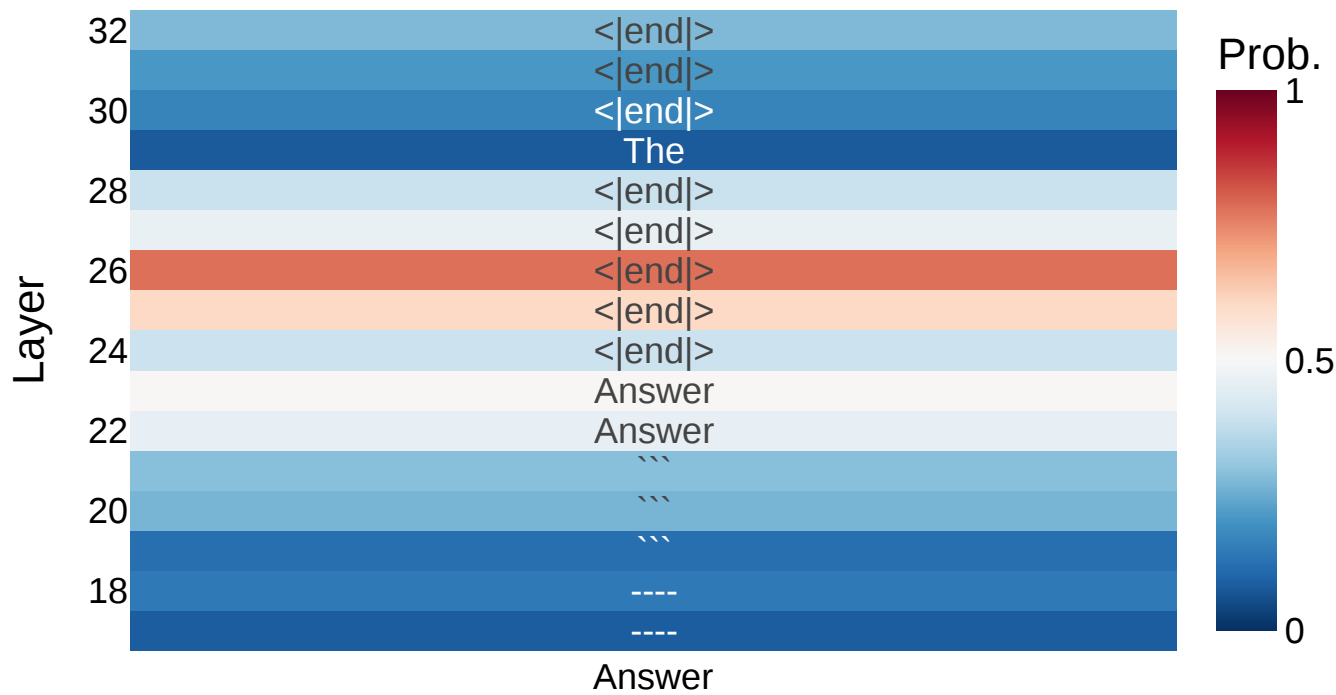 32 <|end|>
<|end|>
30 <|end|>
The
28 <|end|>
<|end|>
26 <|end|>
<|end|>
24 <|end|>
Answer
22 Answer
```
20 ```
```
18 ----
----
Answer
Layer
Prob.
1
0.5
0